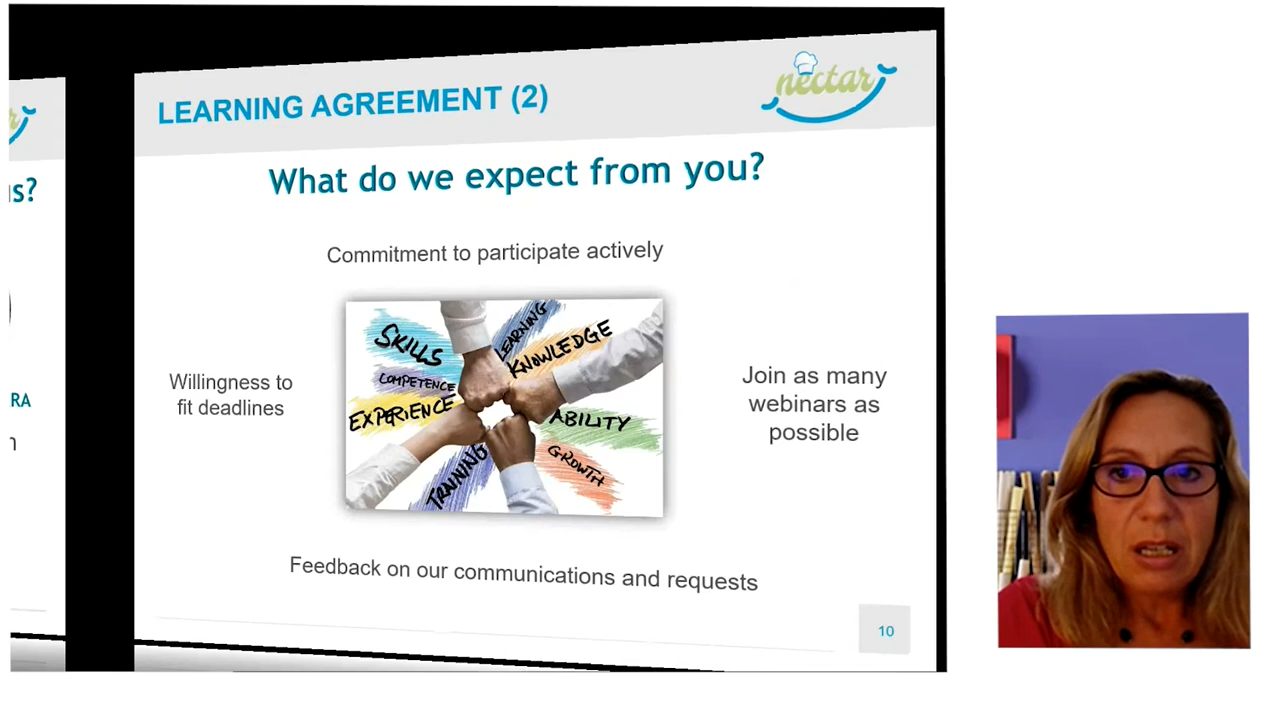 s?
RA
LEARNING AGREEMENT (2)
nectar
What do we expect from you?
Commitment to participate actively
SKILLS
LEARNING
KNOWLEDGE
COMPETENCE
EXPERIENCE
ABILITY
TRAINING
GROWTH
Willingness to
fit deadlines
Join as many
webinars as
possible
Feedback on our communications and requests
10